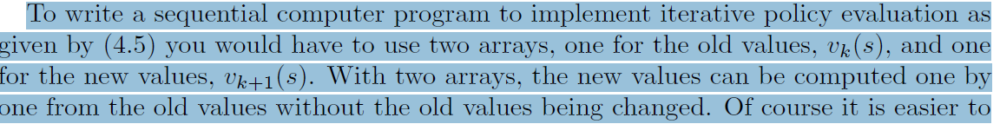 To write a sequential computer program to implement iterative policy evaluation as
given by (4.5) you would have to use two arrays, one for the old values, vₖ(s), and one
for the new values, vₖ₊₁(s). With two arrays, the new values can be computed one by
one from the old values without the old values being changed. Of course it is easier to